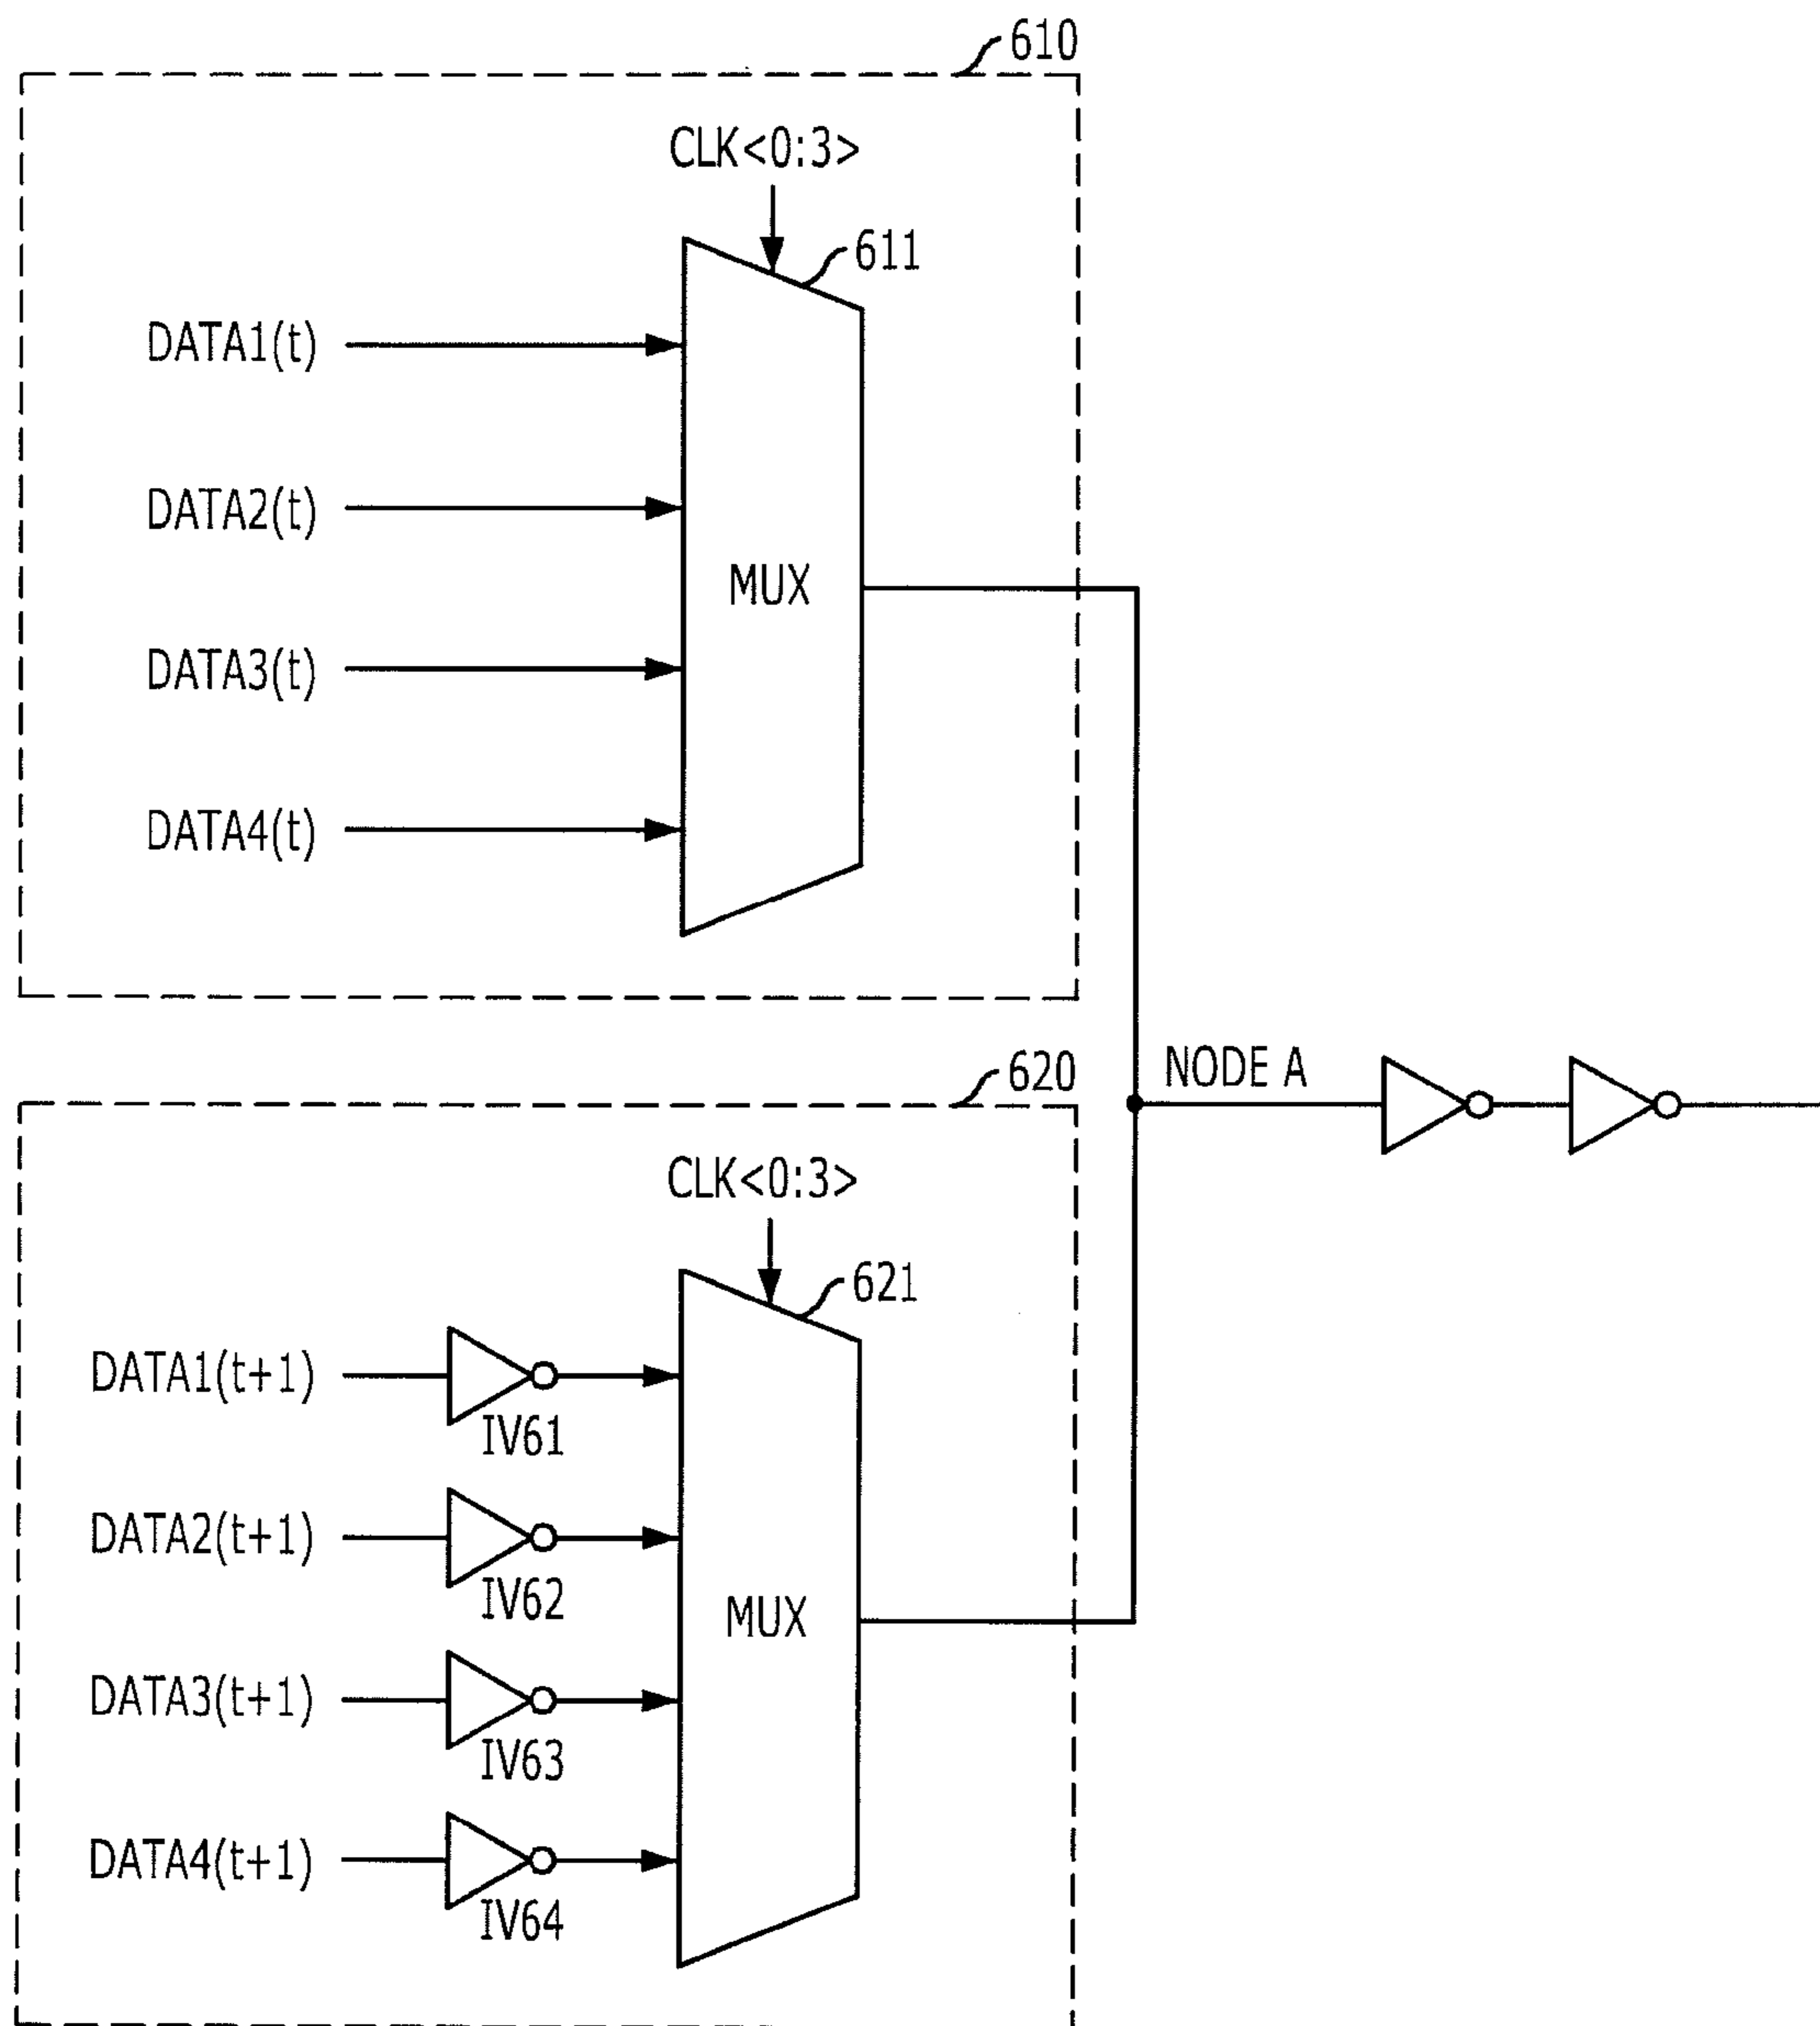 610
CLK<0:3>
611
DATA1(t)
DATA2(t)
MUX
DATA3(t)
DATA4(t)
NODE A
620
CLK<0:3>
621
DATA1(t+1)
IV61
DATA2(t+1)
IV62
MUX
DATA3(t+1)
IV63
DATA4(t+1)
IV64